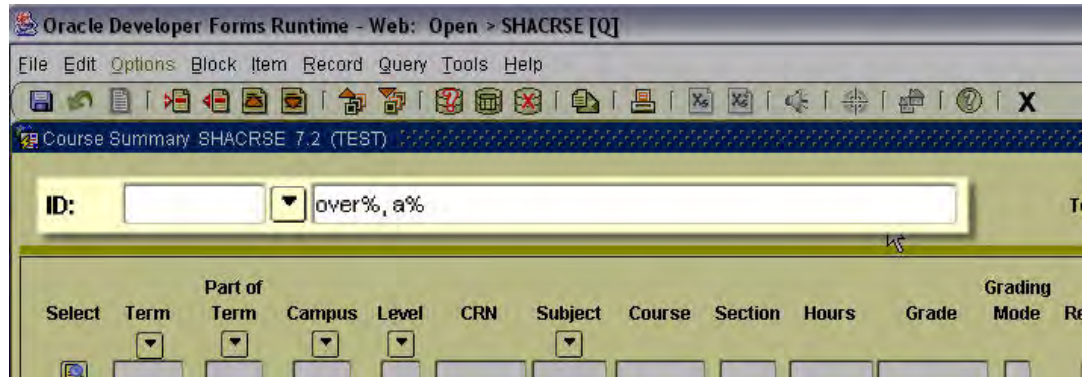 Oracle Developer Forms Runtime - Web: Open > SHACRSE [Q]
File Edit Options Block Item Record Query Tools Help
Course Summary SHACRSE 7.2 (TEST)
ID: over%, a%
Part of Grading
Select Term Term Campus Level CRN Subject Course Section Hours Grade Mode